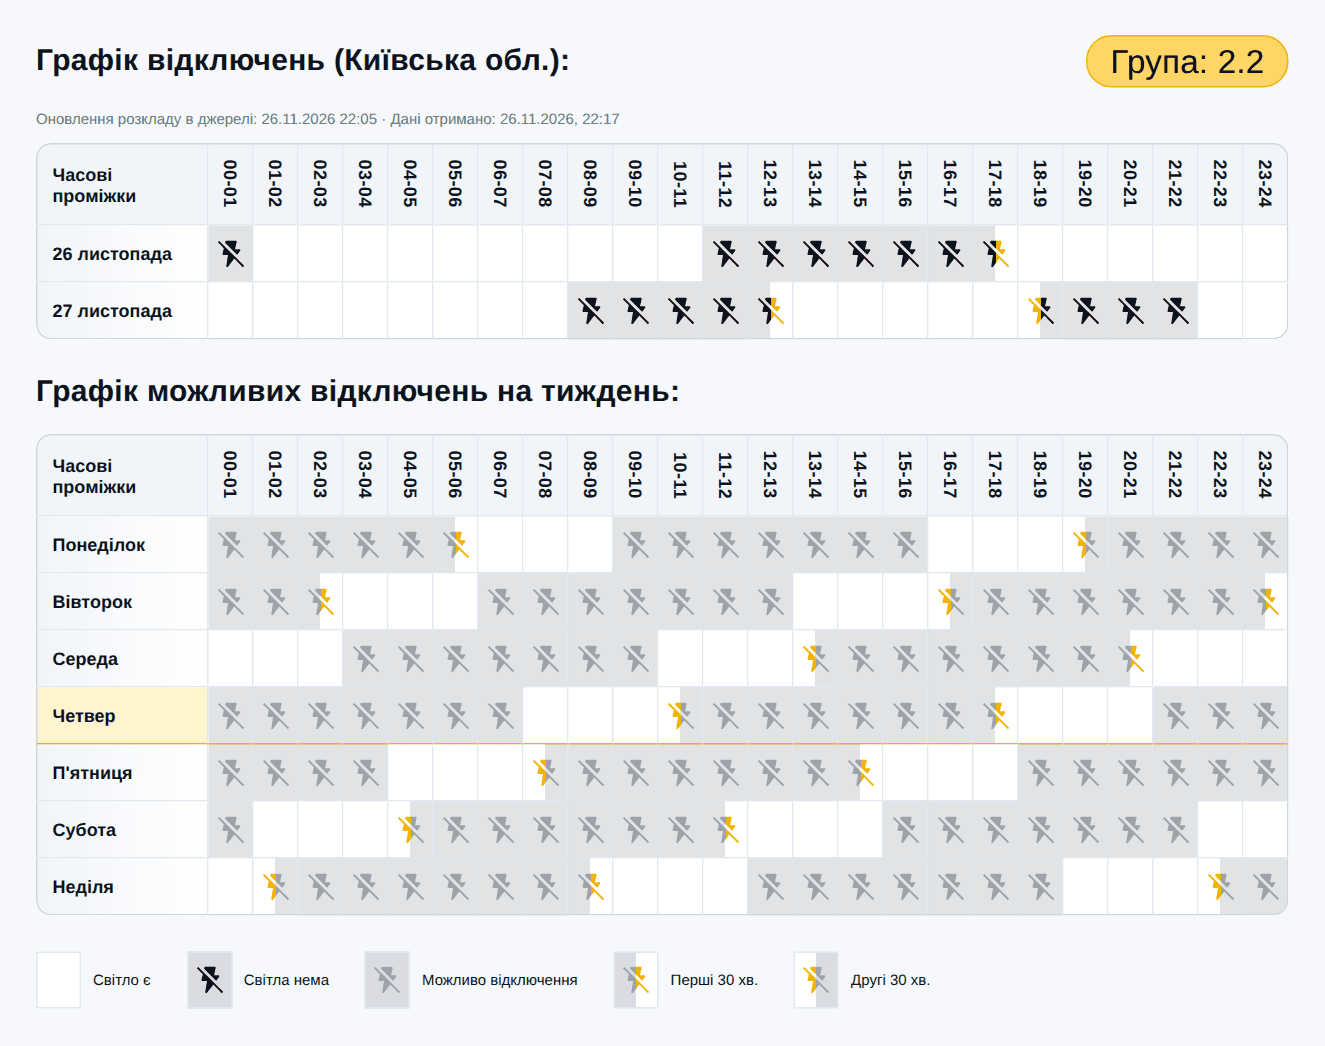 Графік відключень (Київська обл.):
Група: 2.2
Оновлення розкладу в джерелі: 26.11.2026 22:05 · Дані отримано: 26.11.2026, 22:17
Часові проміжки 00-01 01-02 02-03 03-04 04-05 05-06 06-07 07-08 08-09 09-10 10-11 11-12 12-13 13-14 14-15 15-16 16-17 17-18 18-19 19-20 20-21 21-22 22-23 23-24
26 листопада
27 листопада
Графік можливих відключень на тиждень:
Часові проміжки 00-01 01-02 02-03 03-04 04-05 05-06 06-07 07-08 08-09 09-10 10-11 11-12 12-13 13-14 14-15 15-16 16-17 17-18 18-19 19-20 20-21 21-22 22-23 23-24
Понеділок
Вівторок
Середа
Четвер
П'ятниця
Субота
Неділя
Світло є
Світла нема
Можливо відключення
Перші 30 хв.
Другі 30 хв.